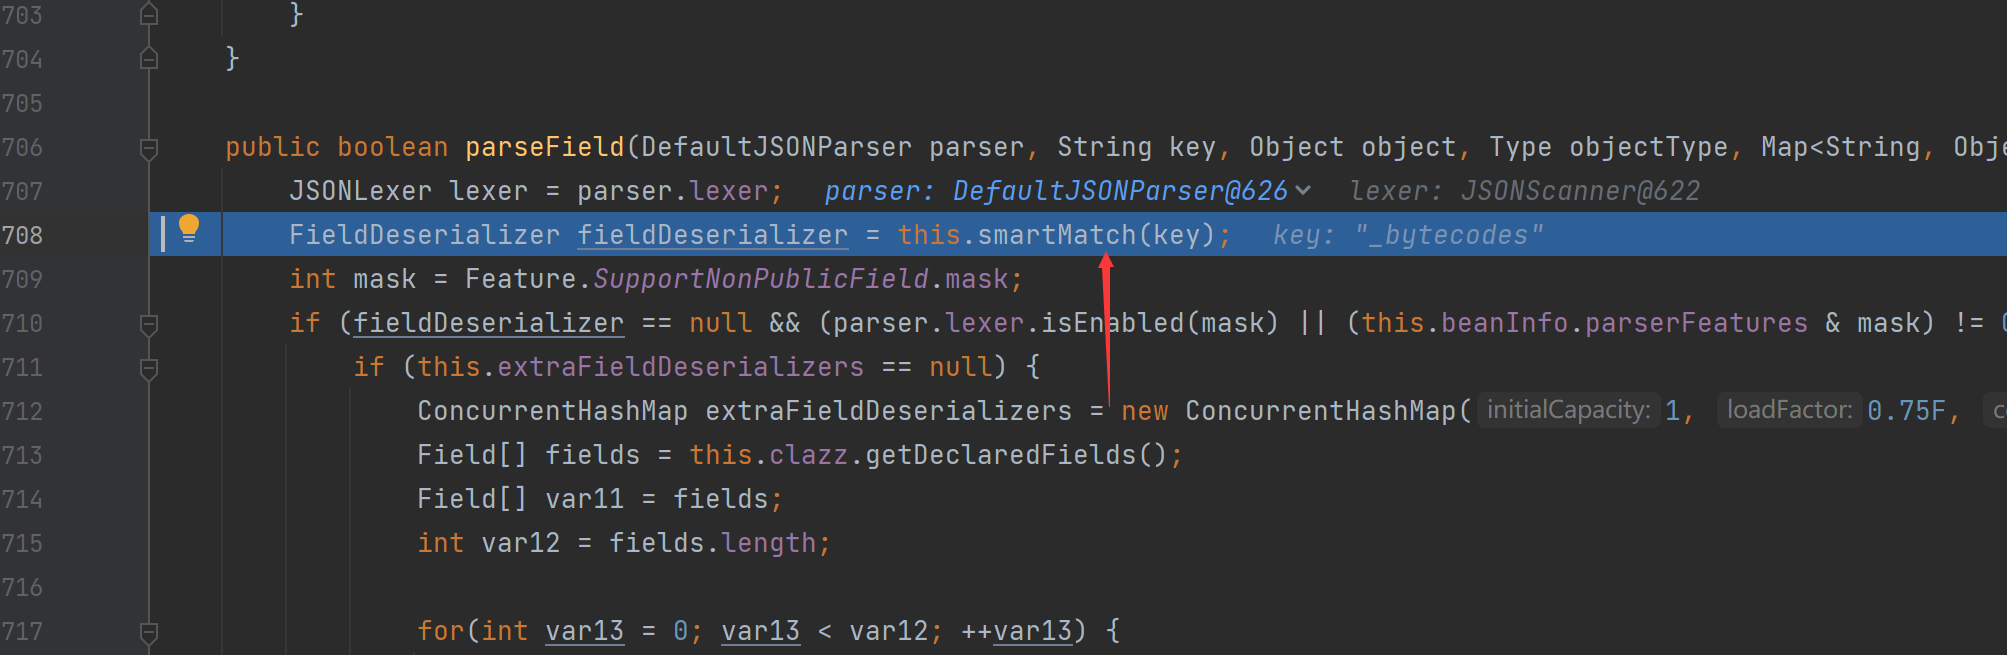 703 }
704 }
705
706 public boolean parseField(DefaultJSONParser parser, String key, Object object, Type objectType, Map<String, Obje
707 JSONLexer lexer = parser.lexer; parser: DefaultJSONParser@626 lexer: JSONScanner@622
708 FieldDeserializer fieldDeserializer = this.smartMatch(key); key: "_bytecodes"
709 int mask = Feature.SupportNonPublicField.mask;
710 if (fieldDeserializer == null && (parser.lexer.isEnabled(mask) || (this.beanInfo.parserFeatures & mask) != 0
711 if (this.extraFieldDeserializers == null) {
712 ConcurrentHashMap extraFieldDeserializers = new ConcurrentHashMap( initialCapacity: 1, loadFactor: 0.75F, c
713 Field[] fields = this.clazz.getDeclaredFields();
714 Field[] var11 = fields;
715 int var12 = fields.length;
716
717 for(int var13 = 0; var13 < var12; ++var13) {